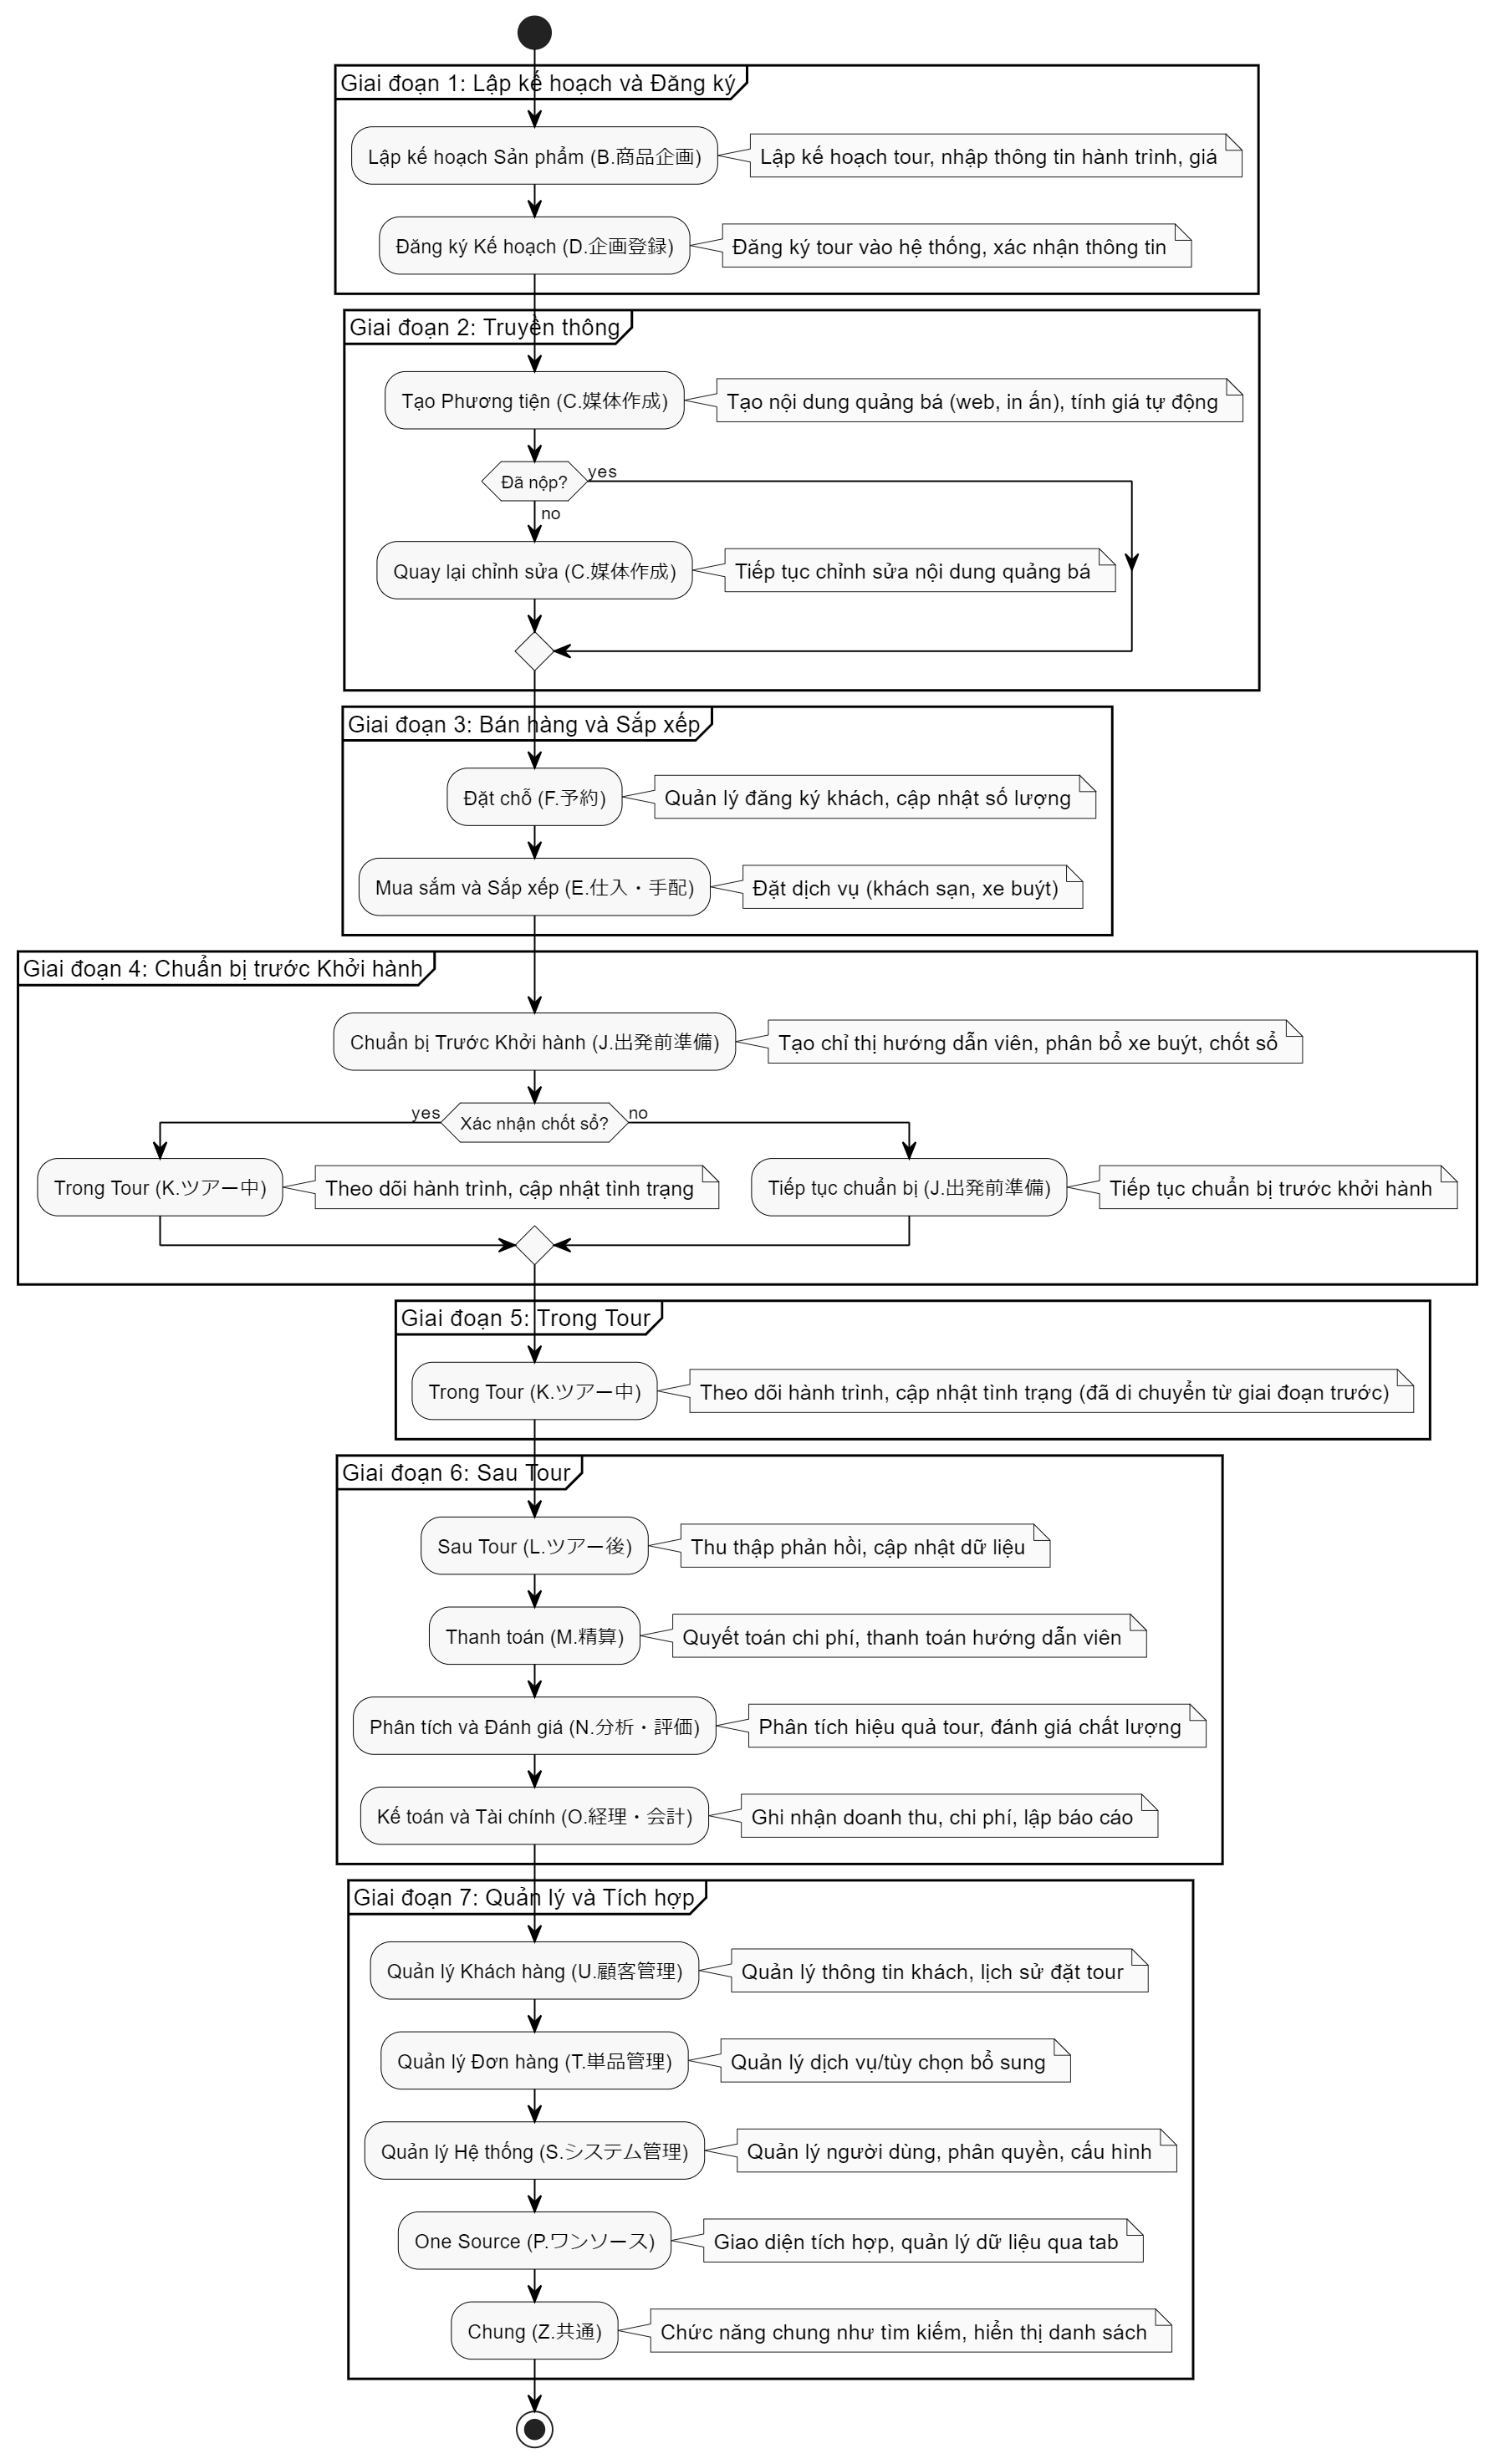 Giai đoạn 1: Lập kế hoạch và Đăng ký
Lập kế hoạch Sản phẩm (B.商品企画)
Lập kế hoạch tour, nhập thông tin hành trình, giá
Đăng ký Kế hoạch (D.企画登録)
Đăng ký tour vào hệ thống, xác nhận thông tin
Giai đoạn 2: Truyền thông
Tạo Phương tiện (C.媒体作成)
Tạo nội dung quảng bá (web, in ấn), tính giá tự động
Đã nộp?
yes
no
Quay lại chỉnh sửa (C.媒体作成)
Tiếp tục chỉnh sửa nội dung quảng bá
Giai đoạn 3: Bán hàng và Sắp xếp
Đặt chỗ (F.予約)
Quản lý đăng ký khách, cập nhật số lượng
Mua sắm và Sắp xếp (E.仕入・手配)
Đặt dịch vụ (khách sạn, xe buýt)
Giai đoạn 4: Chuẩn bị trước Khởi hành
Chuẩn bị Trước Khởi hành (J.出発前準備)
Tạo chỉ thị hướng dẫn viên, phân bổ xe buýt, chốt sổ
yes
Xác nhận chốt sổ?
no
Trong Tour (K.ツアー中)
Theo dõi hành trình, cập nhật tình trạng
Tiếp tục chuẩn bị (J.出発前準備)
Tiếp tục chuẩn bị trước khởi hành
Giai đoạn 5: Trong Tour
Trong Tour (K.ツアー中)
Theo dõi hành trình, cập nhật tình trạng (đã di chuyển từ giai đoạn trước)
Giai đoạn 6: Sau Tour
Sau Tour (L.ツアー後)
Thu thập phản hồi, cập nhật dữ liệu
Thanh toán (M.精算)
Quyết toán chi phí, thanh toán hướng dẫn viên
Phân tích và Đánh giá (N.分析・評価)
Phân tích hiệu quả tour, đánh giá chất lượng
Kế toán và Tài chính (O.経理・会計)
Ghi nhận doanh thu, chi phí, lập báo cáo
Giai đoạn 7: Quản lý và Tích hợp
Quản lý Khách hàng (U.顧客管理)
Quản lý thông tin khách, lịch sử đặt tour
Quản lý Đơn hàng (T.単品管理)
Quản lý dịch vụ/tùy chọn bổ sung
Quản lý Hệ thống (S.システム管理)
Quản lý người dùng, phân quyền, cấu hình
One Source (P.ワンソース)
Giao diện tích hợp, quản lý dữ liệu qua tab
Chung (Z.共通)
Chức năng chung như tìm kiếm, hiển thị danh sách